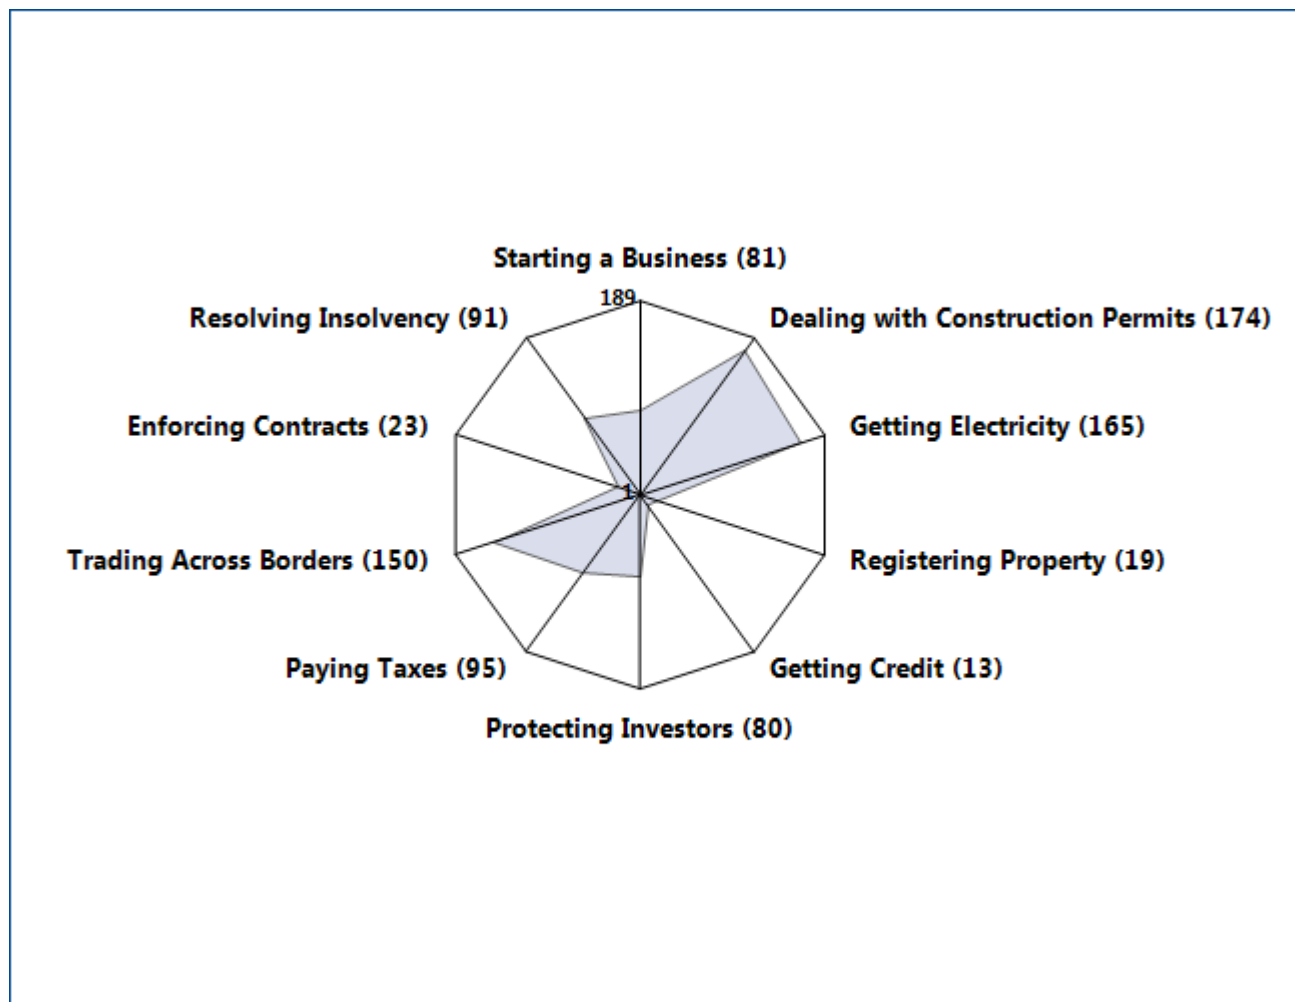 Starting a Business (81)
189
Resolving Insolvency (91)
Dealing with Construction Permits (174)
Enforcing Contracts (23)
Getting Electricity (165)
1
Trading Across Borders (150)
Registering Property (19)
Paying Taxes (95)
Getting Credit (13)
Protecting Investors (80)